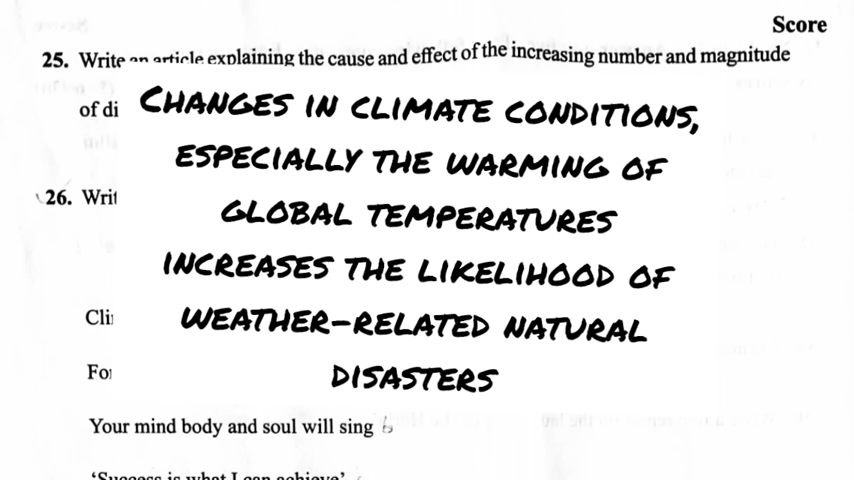 Score
25. Write an article explaining the cause and effect of the increasing number and magnitude
of di
CHANGES IN CLIMATE CONDITIONS,
ESPECIALLY THE WARMING OF
26. Writ
GLOBAL TEMPERATURES
INCREASES THE LIKELIHOOD OF
Cli
WEATHER-RELATED NATURAL
For
DISASTERS
Your mind body and soul will sing
'Success is what I can achieve'